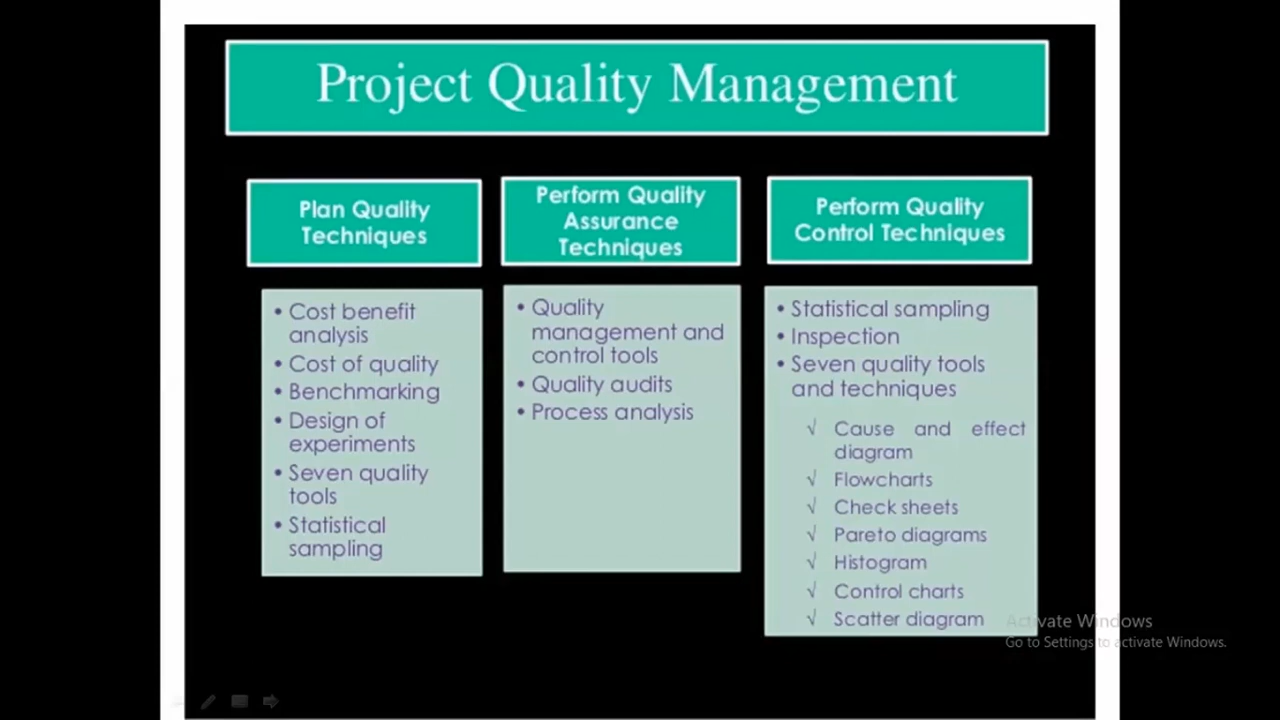 Project Quality Management
Plan Quality
Techniques
• Cost benefit
analysis
• Cost of quality
• Benchmarking
• Design of
experiments
• Seven quality
tools
• Statistical
sampling
Perform Quality
Assurance
Techniques
• Quality
management and
control tools
• Quality audits
• Process analysis
Perform Quality
Control Techniques
• Statistical sampling
• Inspection
• Seven quality tools
and techniques
√ Cause and effect
diagram
√ Flowcharts
√ Check sheets
√ Pareto diagrams
√ Histogram
√ Control charts
√ Scatter diagram
Activate Windows
Go to Settings to activate Windows.